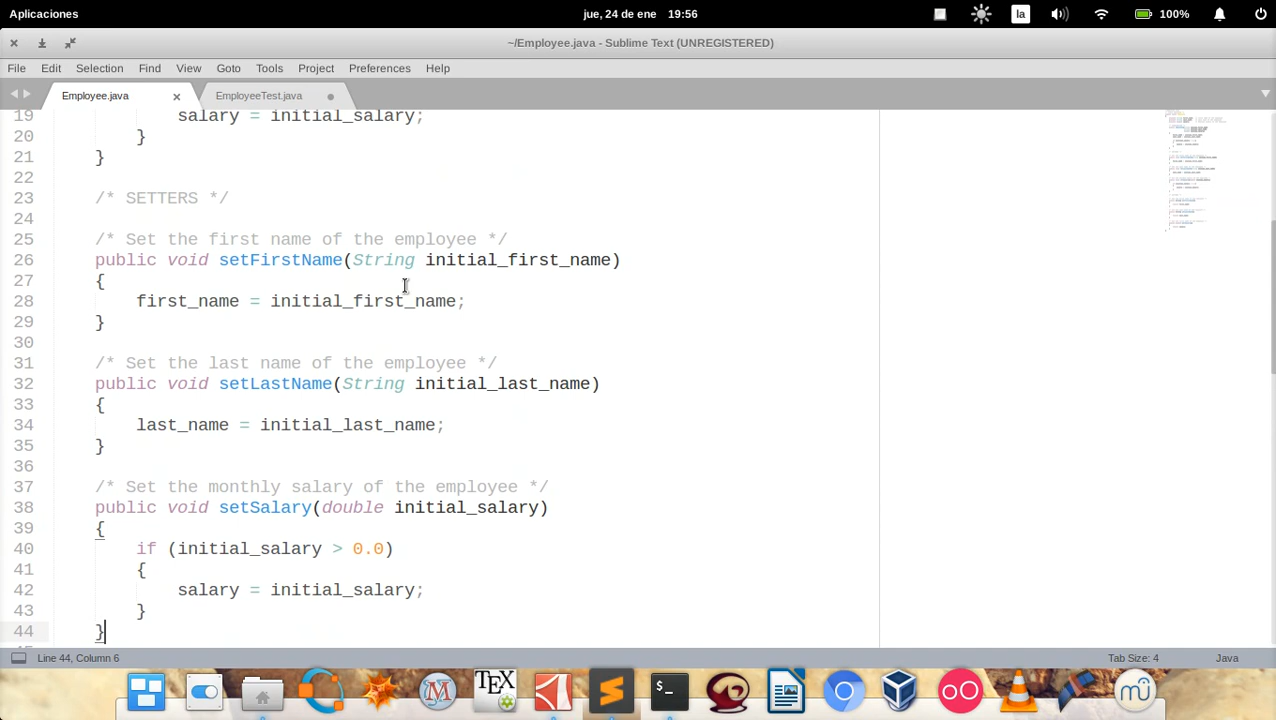 Aplicaciones jue, 24 de ene 19:56 la 100%
~/Employee.java - Sublime Text (UNREGISTERED)
File Edit Selection Find View Goto Tools Project Preferences Help
Employee.java × EmployeeTest.java
19 salary = initial_salary;
20 }
21 }
22
23 /* SETTERS */
24
25 /* Set the first name of the employee */
26 public void setFirstName(String initial_first_name)
27 {
28 first_name = initial_first_name;
29 }
30
31 /* Set the last name of the employee */
32 public void setLastName(String initial_last_name)
33 {
34 last_name = initial_last_name;
35 }
36
37 /* Set the monthly salary of the employee */
38 public void setSalary(double initial_salary)
39 {
40 if (initial_salary > 0.0)
41 {
42 salary = initial_salary;
43 }
44 }
Line 44, Column 6 Tab Size: 4 Java
TEX
$_